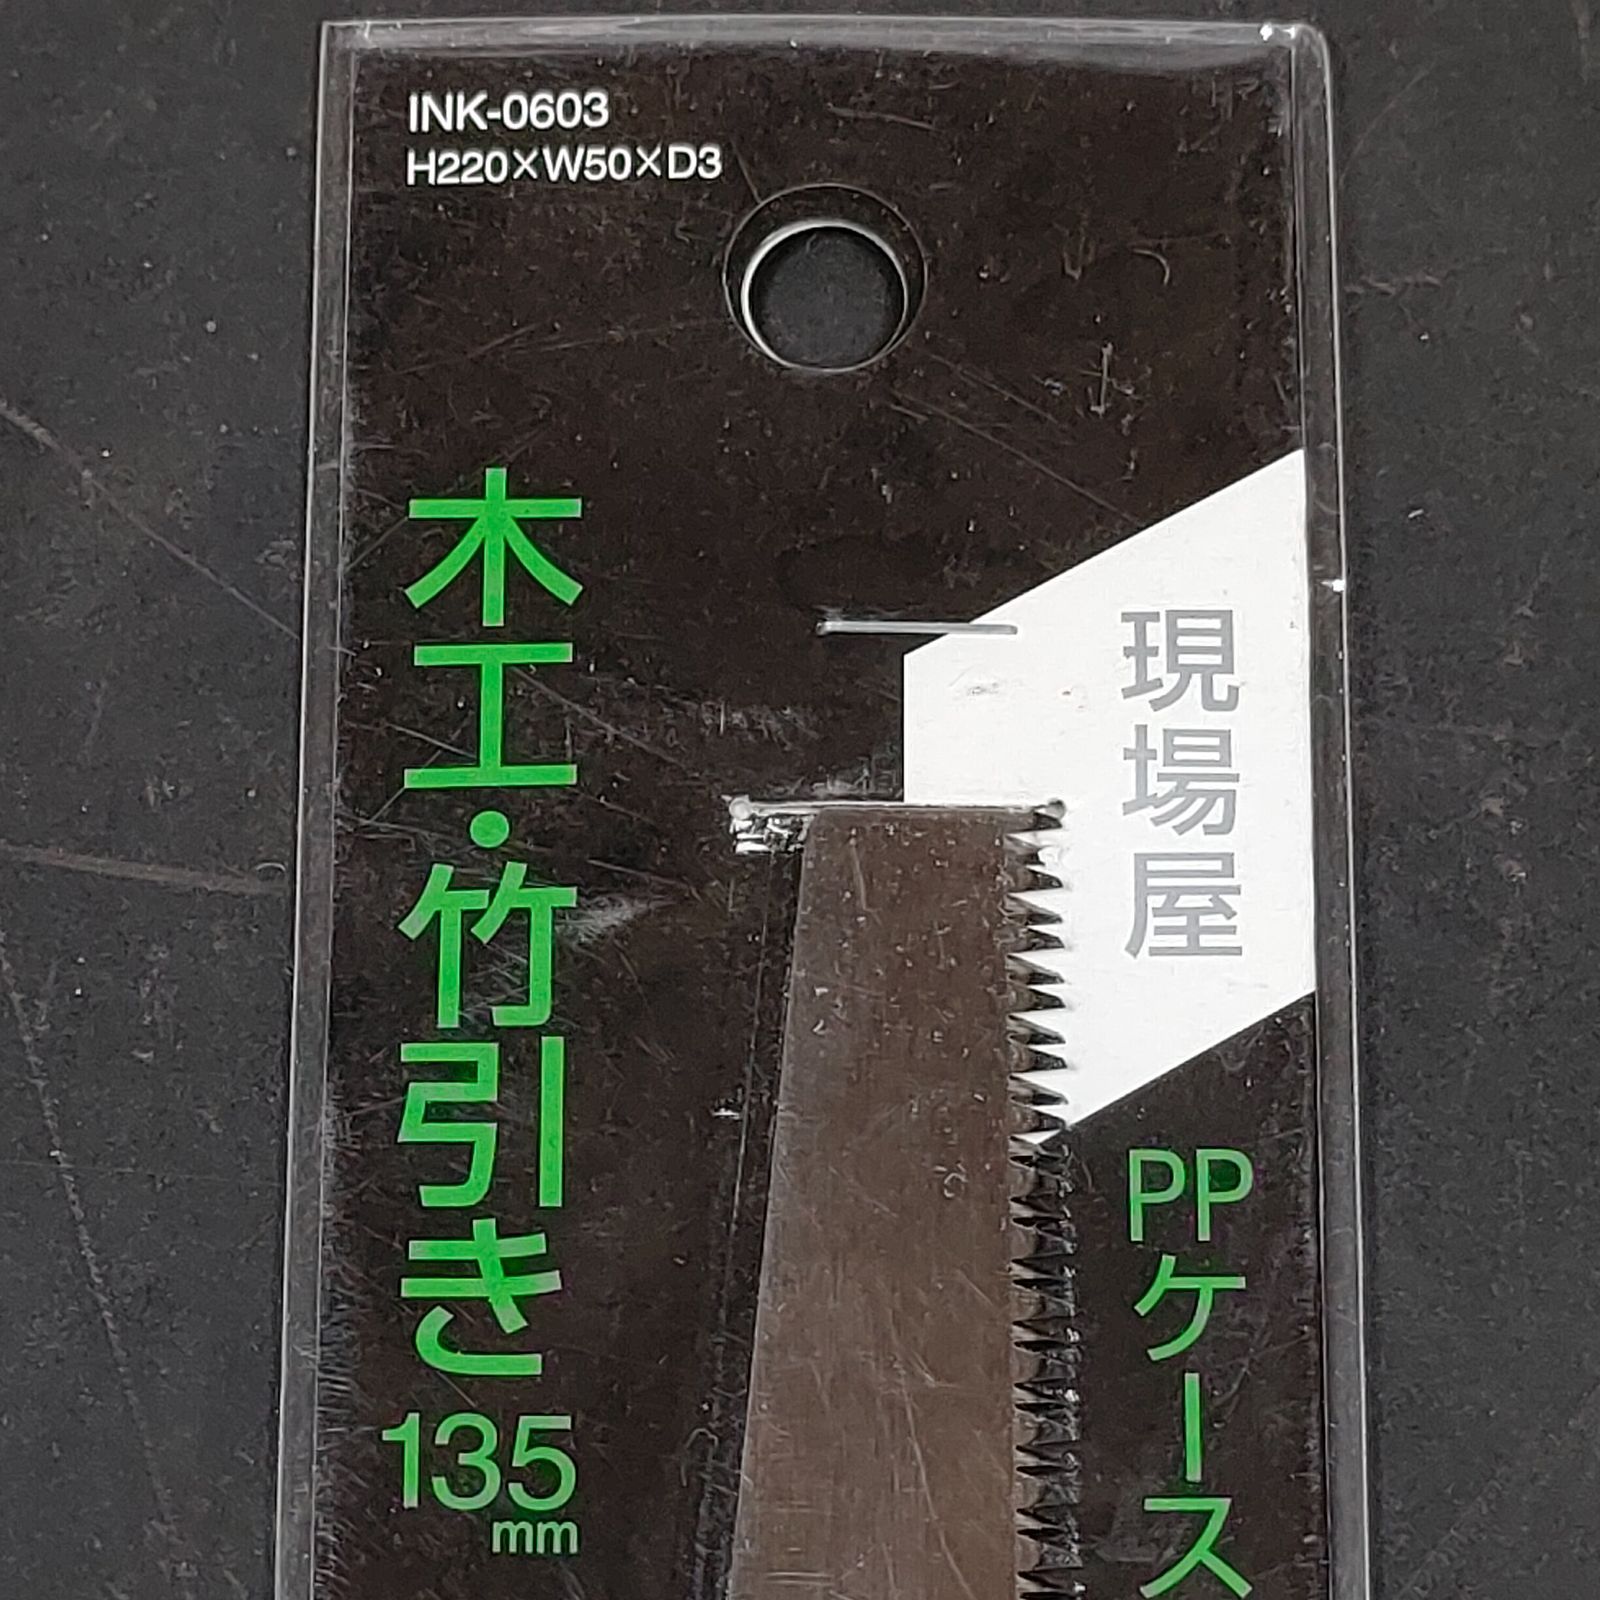 INK-0603
H220×W50×D3
木工・竹引き
135
mm
現場屋
PPケース